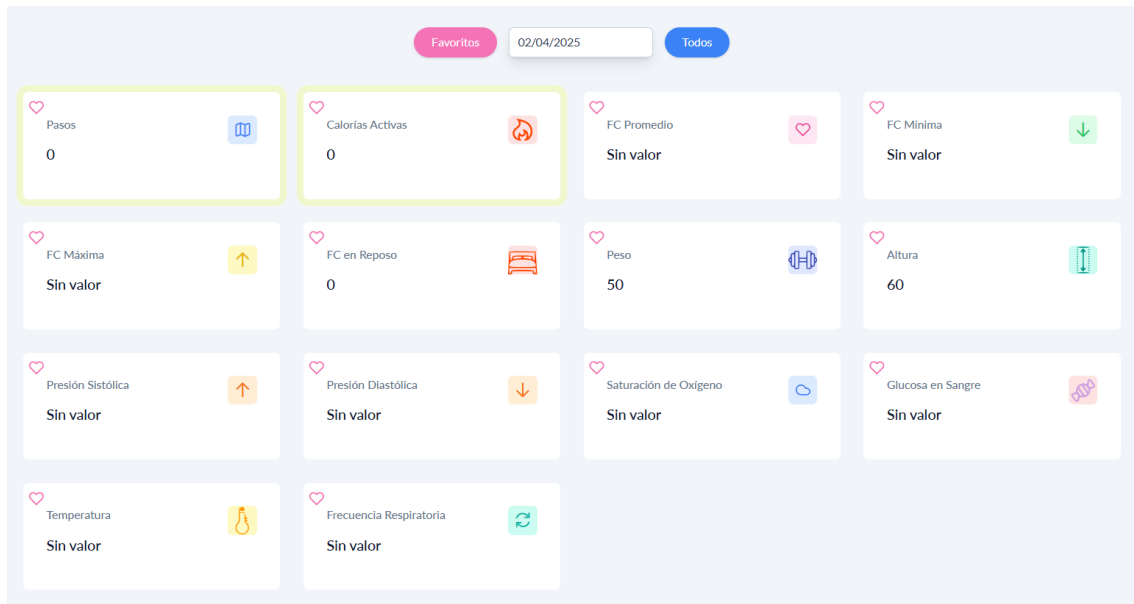 Favoritos
02/04/2025
Todos
Pasos
0
Calorías Activas
0
FC Promedio
Sin valor
FC Mínima
Sin valor
FC Máxima
Sin valor
FC en Reposo
0
Peso
50
Altura
60
Presión Sistólica
Sin valor
Presión Diastólica
Sin valor
Saturación de Oxígeno
Sin valor
Glucosa en Sangre
Sin valor
Temperatura
Sin valor
Frecuencia Respiratoria
Sin valor